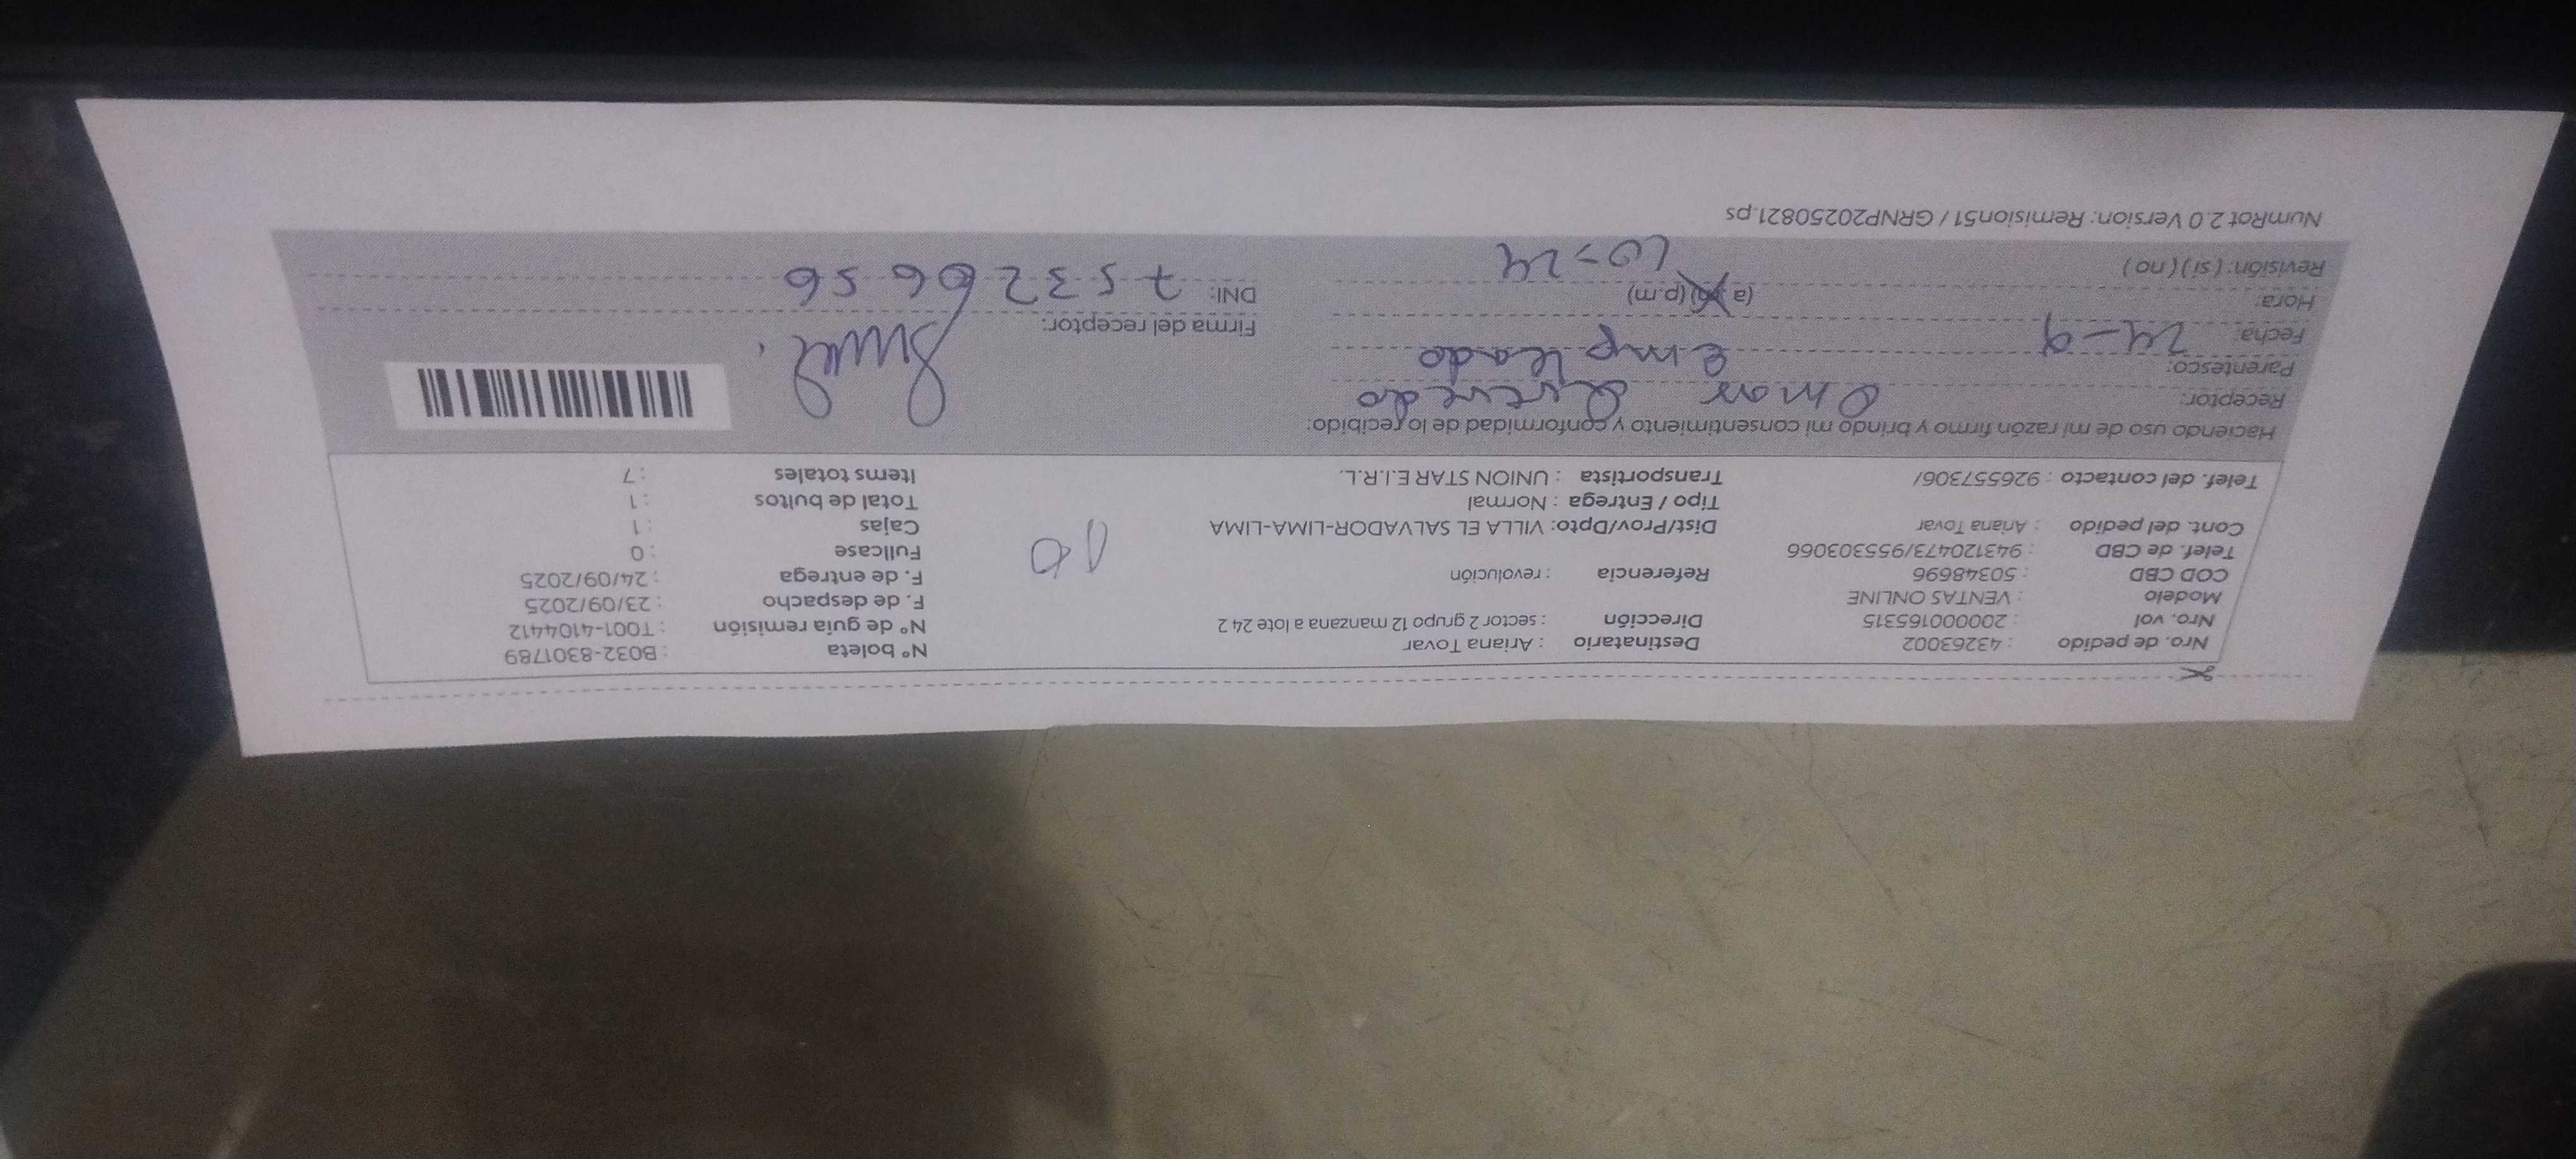 Nro. de pedido : 43263002 Destinatario : Ariana Tovar N° boleta : B032-8301789
Nro. vol : 200000165315 Dirección : sector 2 grupo 12 manzana a lote 24 2 N° de guía remisión : T001-4104412
Modelo : VENTAS ONLINE F. de despacho : 23/09/2025
COD CBD : 50348696 Referencia : revolución F. de entrega : 24/09/2025
Telef. de CBD : 943120473/955303066 Fullcase : 0
Cont. del pedido : Ariana Tovar Dist/Prov/Dpto: VILLA EL SALVADOR-LIMA-LIMA Cajas : 1
10
Tipo / Entrega : Normal Total de bultos : 1
Telef. del contacto : 926557306/ Transportista : UNION STAR E.I.R.L. Items totales : 7
Haciendo uso de mi razón firmo y brindo mi consentimiento y conformidad de lo recibido:
Receptor: Omar
Parentesco: empleado
Fecha: 24-9 Firma del receptor:
Hora: (a.m) (p.m) 10=24 DNI: 75326656
Revisión: ( si ) ( no )
NumRot 2.0 Version: Remision51 / GRNP20250821.ps